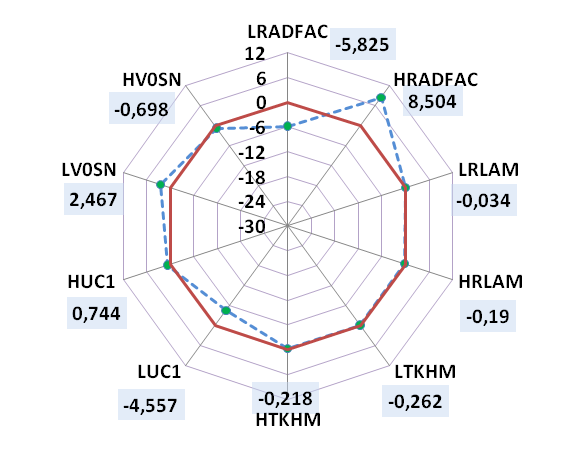 LRADFAC
-5,825
12
HV0SN
HRADFAC
6
-0,698
0
8,504
-6
LV0SN
-12
LRLAM
2,467
-18
-0,034
-24
-30
HUC1
HRLAM
0,744
-0,19
LUC1
LTKHM
-4,557
-0,218
-0,262
HTKHM